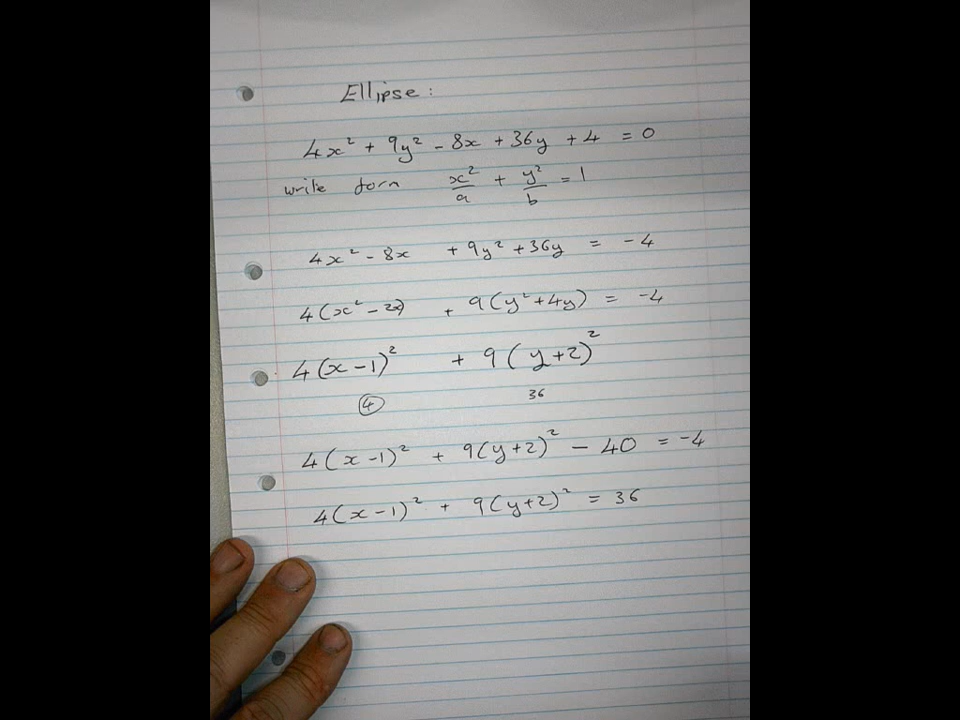 Ellipse:
4x² + 9y² - 8x + 36y + 4 = 0
write form x²/a + y²/b = 1
4x² - 8x + 9y² + 36y = -4
4(x² - 2x) + 9(y² + 4y) = -4
4(x - 1)² + 9(y + 2)²
4 36
4(x - 1)² + 9(y + 2)² - 40 = -4
4(x - 1)² + 9(y + 2)² = 36